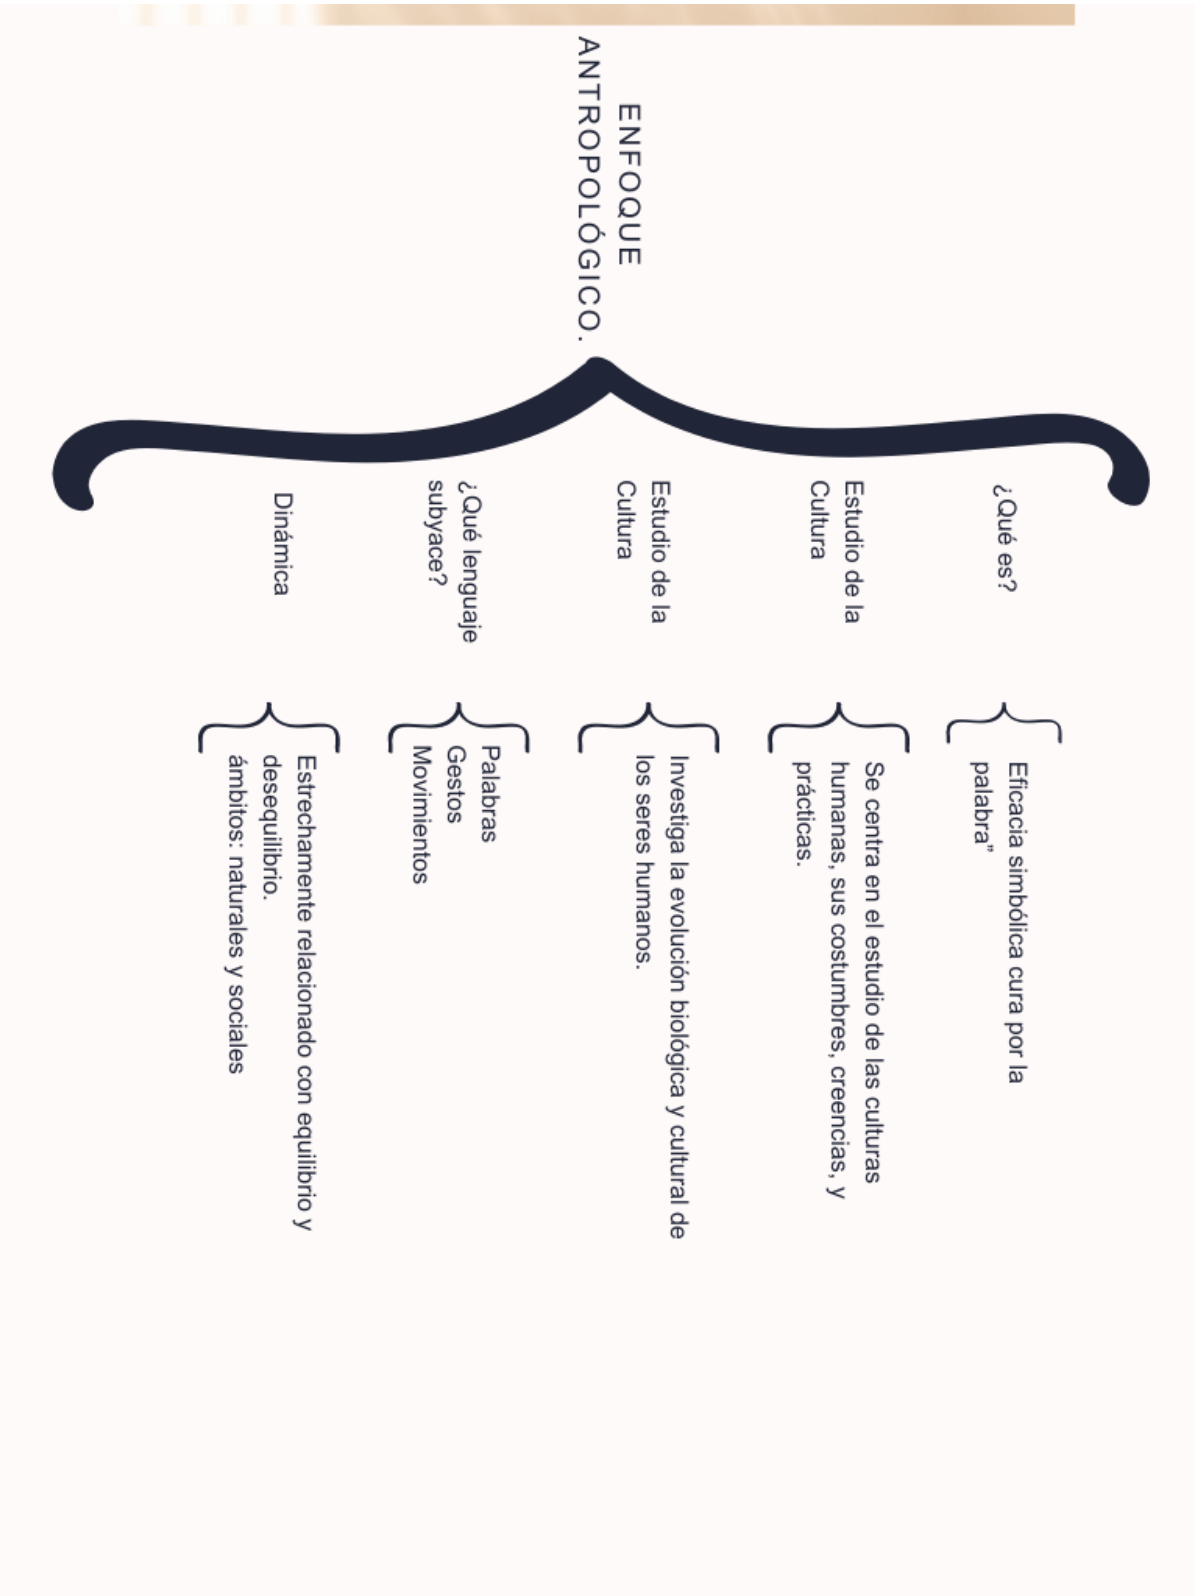 ENFOQUE
ANTROPOLÓGICO.
¿Qué es?
Eficacia simbólica cura por la
palabra”
Estudio de la
Cultura
Se centra en el estudio de las culturas
humanas, sus costumbres, creencias, y
prácticas.
Estudio de la
Cultura
Investiga la evolución biológica y cultural de
los seres humanos.
¿Qué lenguaje
subyace?
Palabras
Gestos
Movimientos
Dinámica
Estrechamente relacionado con equilibrio y
desequilibrio.
ámbitos: naturales y sociales